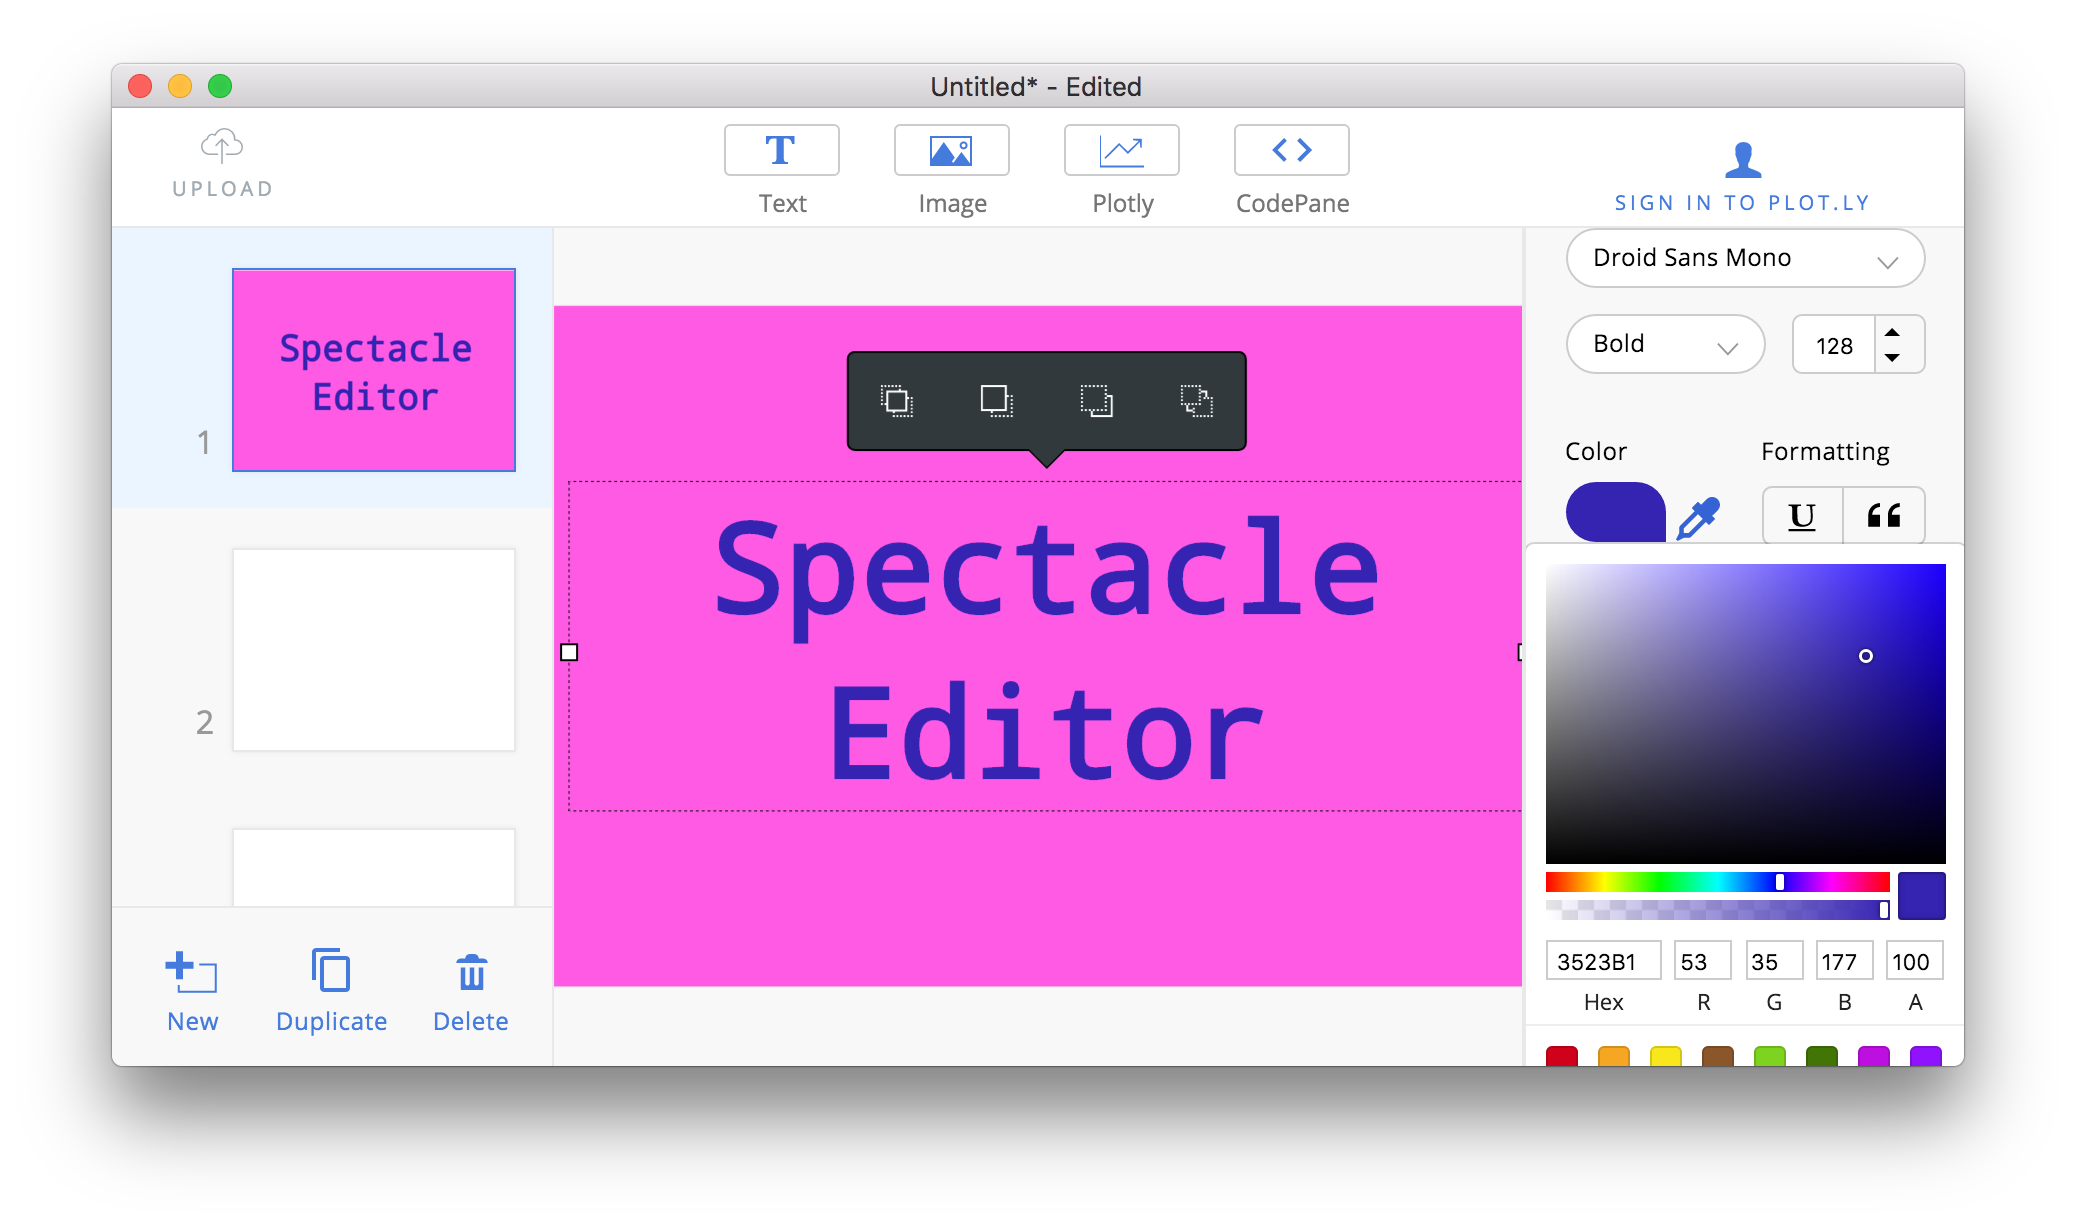 Untitled* - Edited
UPLOAD
T
Text
Image
Plotly
CodePane
SIGN IN TO PLOT.LY
Spectacle
Editor
1
2
New
Duplicate
Delete
Spectacle
Editor
Droid Sans Mono
Bold
128
Color
Formatting
U
3523B1
53
35
177
100
Hex
R
G
B
A